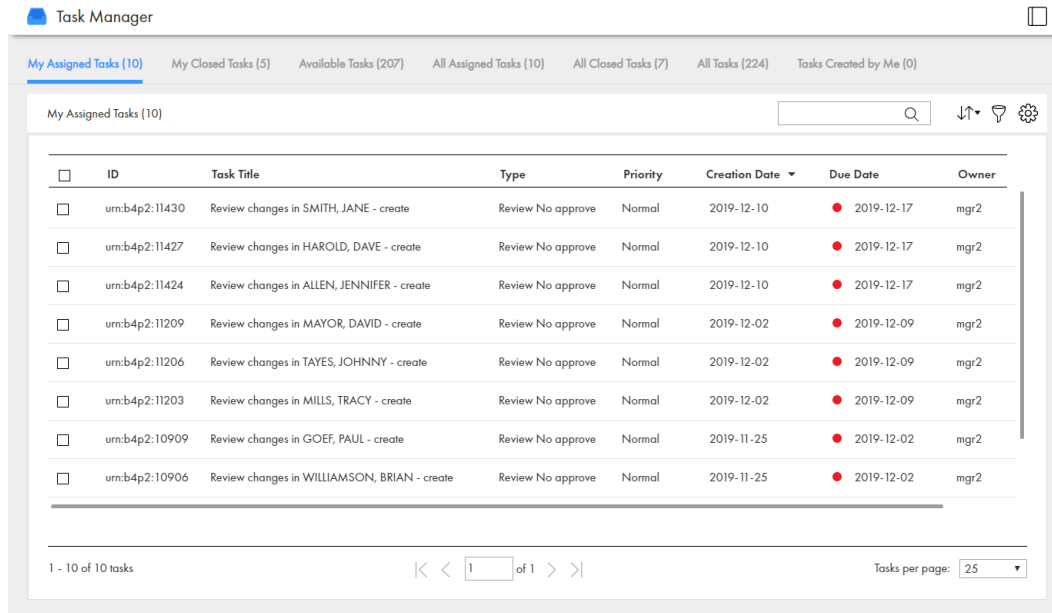 Task Manager
My Assigned Tasks (10) My Closed Tasks (5) Available Tasks (207) All Assigned Tasks (10) All Closed Tasks (7) All Tasks (224) Tasks Created by Me (0)
My Assigned Tasks (10)
ID Task Title Type Priority Creation Date Due Date Owner
urn:b4p2:11430 Review changes in SMITH, JANE - create Review No approve Normal 2019-12-10 2019-12-17 mgr2
urn:b4p2:11427 Review changes in HAROLD, DAVE - create Review No approve Normal 2019-12-10 2019-12-17 mgr2
urn:b4p2:11424 Review changes in ALLEN, JENNIFER - create Review No approve Normal 2019-12-10 2019-12-17 mgr2
urn:b4p2:11209 Review changes in MAYOR, DAVID - create Review No approve Normal 2019-12-02 2019-12-09 mgr2
urn:b4p2:11206 Review changes in TAYES, JOHNNY - create Review No approve Normal 2019-12-02 2019-12-09 mgr2
urn:b4p2:11203 Review changes in MILLS, TRACY - create Review No approve Normal 2019-12-02 2019-12-09 mgr2
urn:b4p2:10909 Review changes in GOEF, PAUL - create Review No approve Normal 2019-11-25 2019-12-02 mgr2
urn:b4p2:10906 Review changes in WILLIAMSON, BRIAN - create Review No approve Normal 2019-11-25 2019-12-02 mgr2
1 - 10 of 10 tasks 1 of 1 Tasks per page: 25